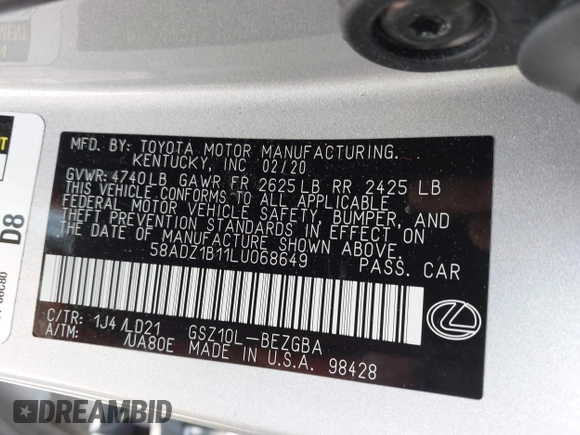 MFD. BY: TOYOTA MOTOR MANUFACTURING.
KENTUCKY, INC 02/20
GVWR: 4740LB GAWR FR 2625LB RR 2425 LB
THIS VEHICLE CONFORMS TO ALL APPLICABLE
FEDERAL MOTOR VEHICLE SAFETY, BUMPER, AND
THEFT PREVENTION STANDARDS IN EFFECT ON
THE DATE OF MANUFACTURE SHOWN ABOVE.
58ADZ1B11LU068649 PASS. CAR
C/TR: 1J4/LD21 GSZ10L-BEZGBA
A/TM: /UA80E MADE IN U.S.A. 98428
D8
DREAMBID